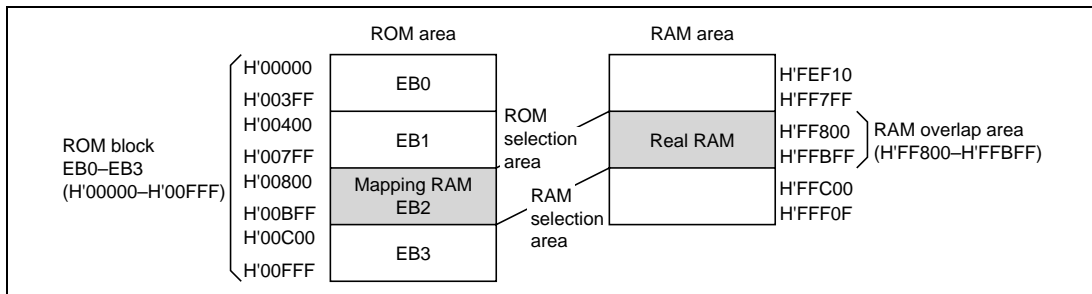 ROM area
RAM area
ROM block
EB0–EB3
(H'00000–H'00FFF)
H'00000
H'003FF
H'00400
H'007FF
H'00800
H'00BFF
H'00C00
H'00FFF
EB0
EB1
Mapping RAM
EB2
EB3
ROM
selection
area
RAM
selection
area
Real RAM
H'FEF10
H'FF7FF
H'FF800
H'FFBFF
H'FFC00
H'FFF0F
RAM overlap area
(H'FF800–H'FFBFF)